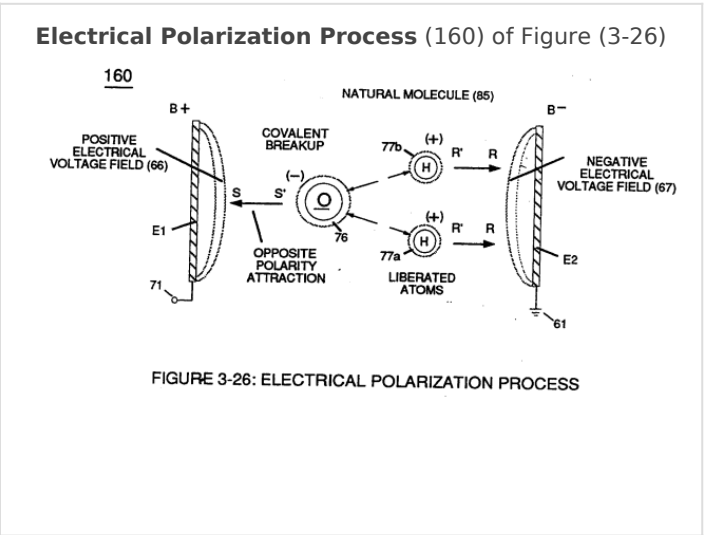 Electrical Polarization Process (160) of Figure (3-26)
160
NATURAL MOLECULE (85)
B+
B−
POSITIVE
ELECTRICAL
VOLTAGE FIELD (66)
COVALENT
BREAKUP
77b
(+)
H
R'
R
NEGATIVE
ELECTRICAL
VOLTAGE FIELD (67)
S
S'
(−)
O
76
E1
OPPOSITE
POLARITY
ATTRACTION
(+)
H
R'
R
77a
LIBERATED
ATOMS
E2
71
61
FIGURE 3-26: ELECTRICAL POLARIZATION PROCESS